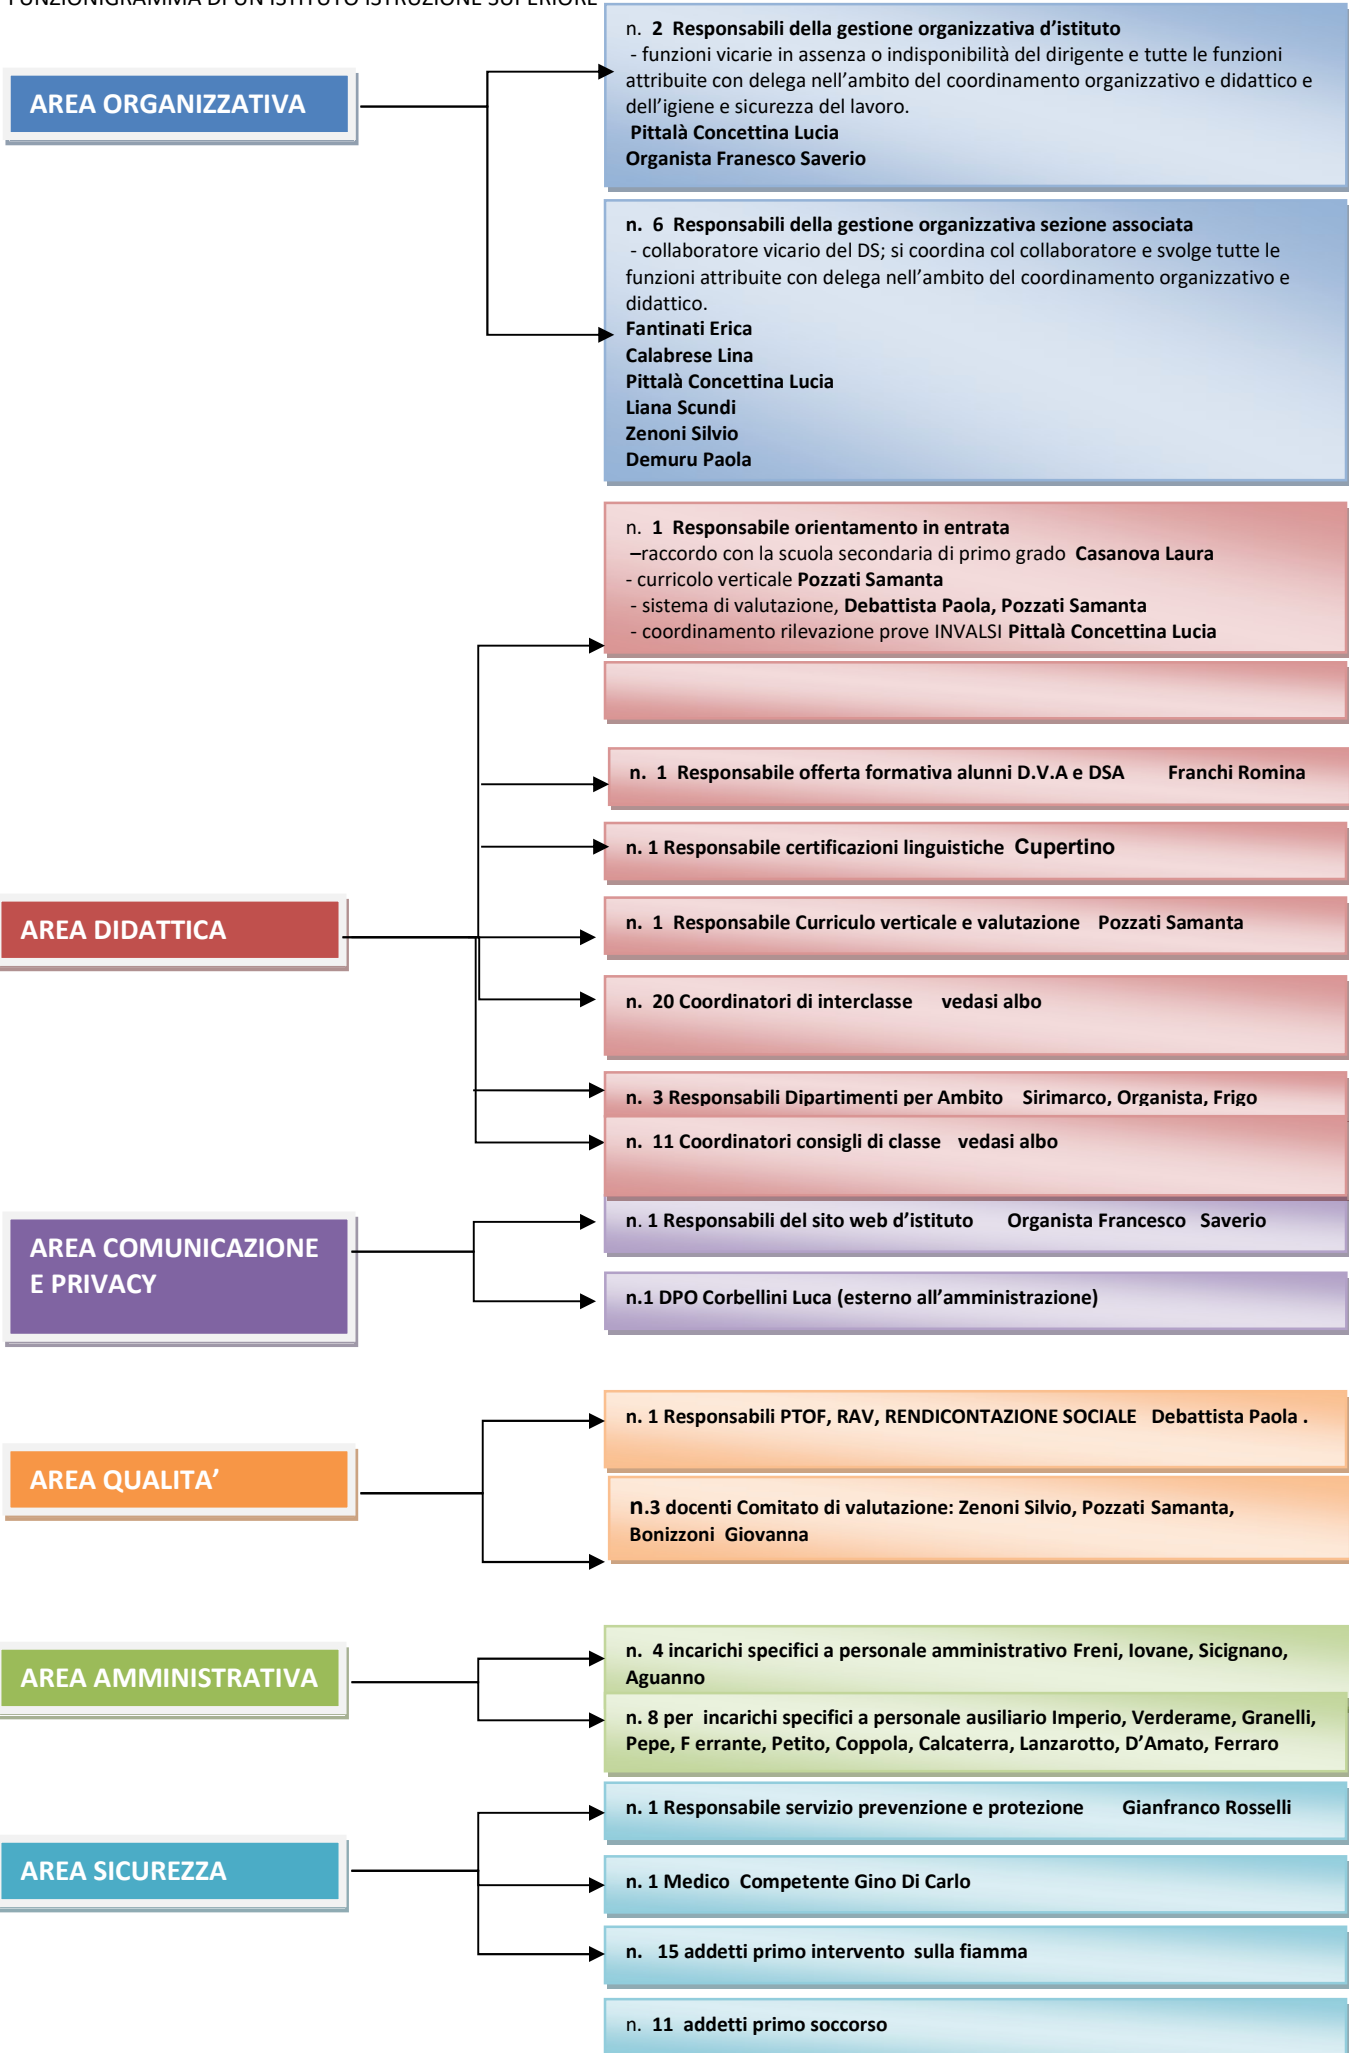 FUNZIONIGRAMMA DI UN ISTITUTO ISTRUZIONE SUPERIORE
AREA ORGANIZZATIVA
n. 2 Responsabili della gestione organizzativa d’istituto
- funzioni vicarie in assenza o indisponibilità del dirigente e tutte le funzioni
attribuite con delega nell’ambito del coordinamento organizzativo e didattico e
dell’igiene e sicurezza del lavoro.
Pittalà Concettina Lucia
Organista Franesco Saverio
n. 6 Responsabili della gestione organizzativa sezione associata
- collaboratore vicario del DS; si coordina col collaboratore e svolge tutte le
funzioni attribuite con delega nell’ambito del coordinamento organizzativo e
didattico.
Fantinati Erica
Calabrese Lina
Pittalà Concettina Lucia
Liana Scundi
Zenoni Silvio
Demuru Paola
AREA DIDATTICA
n. 1 Responsabile orientamento in entrata
–raccordo con la scuola secondaria di primo grado Casanova Laura
- curricolo verticale Pozzati Samanta
- sistema di valutazione, Debattista Paola, Pozzati Samanta
- coordinamento rilevazione prove INVALSI Pittalà Concettina Lucia
n. 1 Responsabile offerta formativa alunni D.V.A e DSA Franchi Romina
n. 1 Responsabile certificazioni linguistiche Cupertino
n. 1 Responsabile Curriculo verticale e valutazione Pozzati Samanta
n. 20 Coordinatori di interclasse vedasi albo
n. 3 Responsabili Dipartimenti per Ambito Sirimarco, Organista, Frigo
n. 11 Coordinatori consigli di classe vedasi albo
AREA COMUNICAZIONE
E PRIVACY
n. 1 Responsabili del sito web d’istituto Organista Francesco Saverio
n.1 DPO Corbellini Luca (esterno all’amministrazione)
AREA QUALITA’
n. 1 Responsabili PTOF, RAV, RENDICONTAZIONE SOCIALE Debattista Paola .
n.3 docenti Comitato di valutazione: Zenoni Silvio, Pozzati Samanta,
Bonizzoni Giovanna
AREA AMMINISTRATIVA
n. 4 incarichi specifici a personale amministrativo Freni, Iovane, Sicignano,
Aguanno
n. 8 per incarichi specifici a personale ausiliario Imperio, Verderame, Granelli,
Pepe, F errante, Petito, Coppola, Calcaterra, Lanzarotto, D’Amato, Ferraro
AREA SICUREZZA
n. 1 Responsabile servizio prevenzione e protezione Gianfranco Rosselli
n. 1 Medico Competente Gino Di Carlo
n. 15 addetti primo intervento sulla fiamma
n. 11 addetti primo soccorso